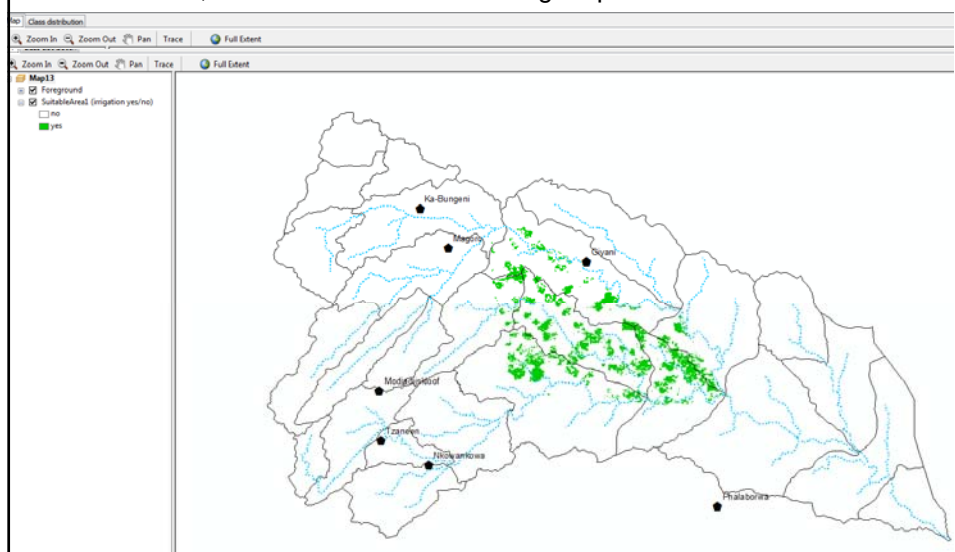 Map Class distribution
Zoom In Zoom Out Pan Trace Full Extent
Zoom In Zoom Out Pan Trace Full Extent
Map13
Foreground
SuitableArea1 (irrigation yes/no)
no
yes
Ka-Bungeni
Magoro
Giyani
Tzaneen
Nkowankowa
Phalaborwa